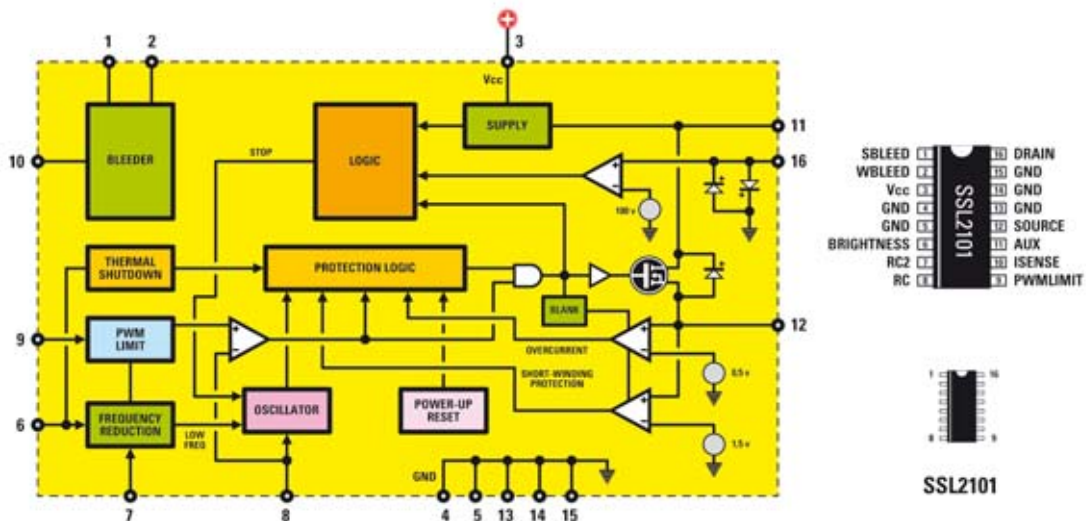 1 2 3
Vcc
BLEEDER
LOGIC
SUPPLY
11
10
STOP
16
100 v
THERMAL
SHUTDOWN
PROTECTION LOGIC
BLANK
9
PWM
LIMIT
12
OVERCURRENT
0,5 v
SHORT-WINDING
PROTECTION
6
FREQUENCY
REDUCTION
LOW
FREQ
OSCILLATOR
POWER-UP
RESET
1,5 v
GND
7 8 4 5 13 14 15
SBLEED 1 16 DRAIN
WBLEED 2 15 GND
Vcc 3 14 GND
GND 4 13 GND
GND 5 12 SOURCE
BRIGHTNESS 6 11 AUX
RC2 7 10 ISENSE
RC 8 9 PWMLIMIT
SSL2101
1 16
8 9
SSL2101